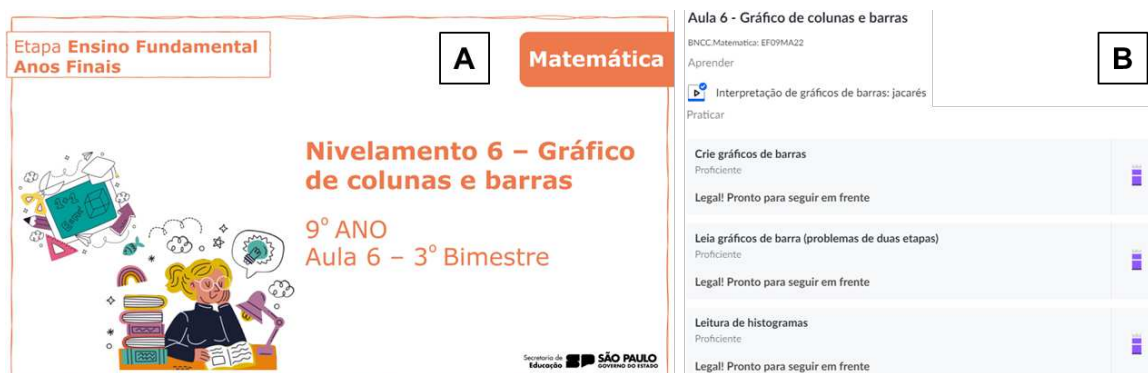 Etapa Ensino Fundamental
Anos Finais
A
Matemática
Nivelamento 6 – Gráfico
de colunas e barras
9º ANO
Aula 6 – 3º Bimestre
Secretaria de
Educação
SP
SÃO PAULO
GOVERNO DO ESTADO
Aula 6 - Gráfico de colunas e barras
BNCC.Matematica: EF09MA22
B
Aprender
Interpretação de gráficos de barras: jacarés
Praticar
Crie gráficos de barras
Proficiente
Legal! Pronto para seguir em frente
Leia gráficos de barra (problemas de duas etapas)
Proficiente
Legal! Pronto para seguir em frente
Leitura de histogramas
Proficiente
Legal! Pronto para seguir em frente